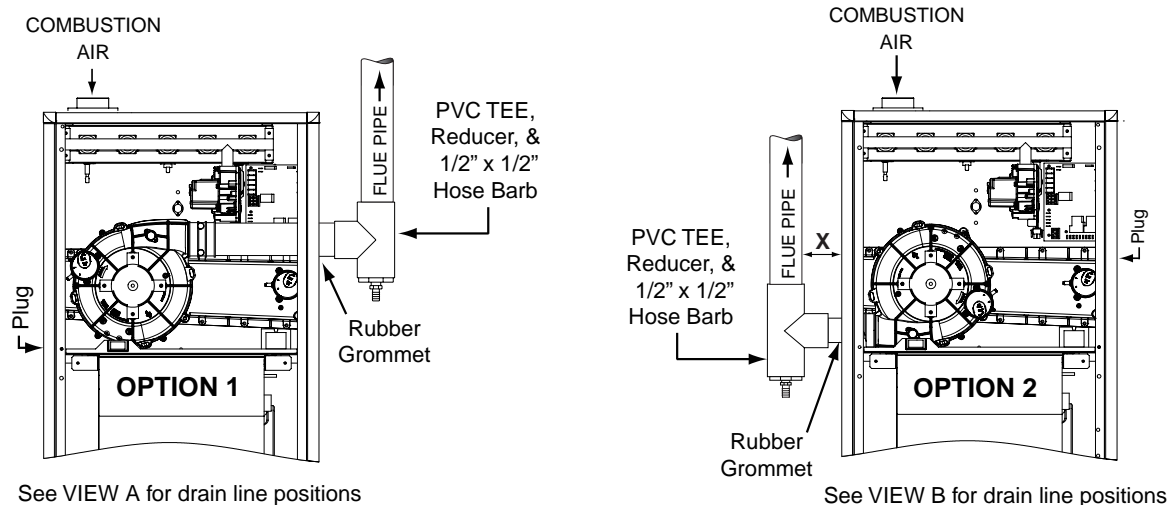 COMBUSTION
AIR
FLUE PIPE
PVC TEE,
Reducer, &
1/2” x 1/2”
Hose Barb
Plug
Rubber
Grommet
OPTION 1
See VIEW A for drain line positions
COMBUSTION
AIR
FLUE PIPE
X
PVC TEE,
Reducer, &
1/2” x 1/2”
Hose Barb
Plug
Rubber
Grommet
OPTION 2
See VIEW B for drain line positions